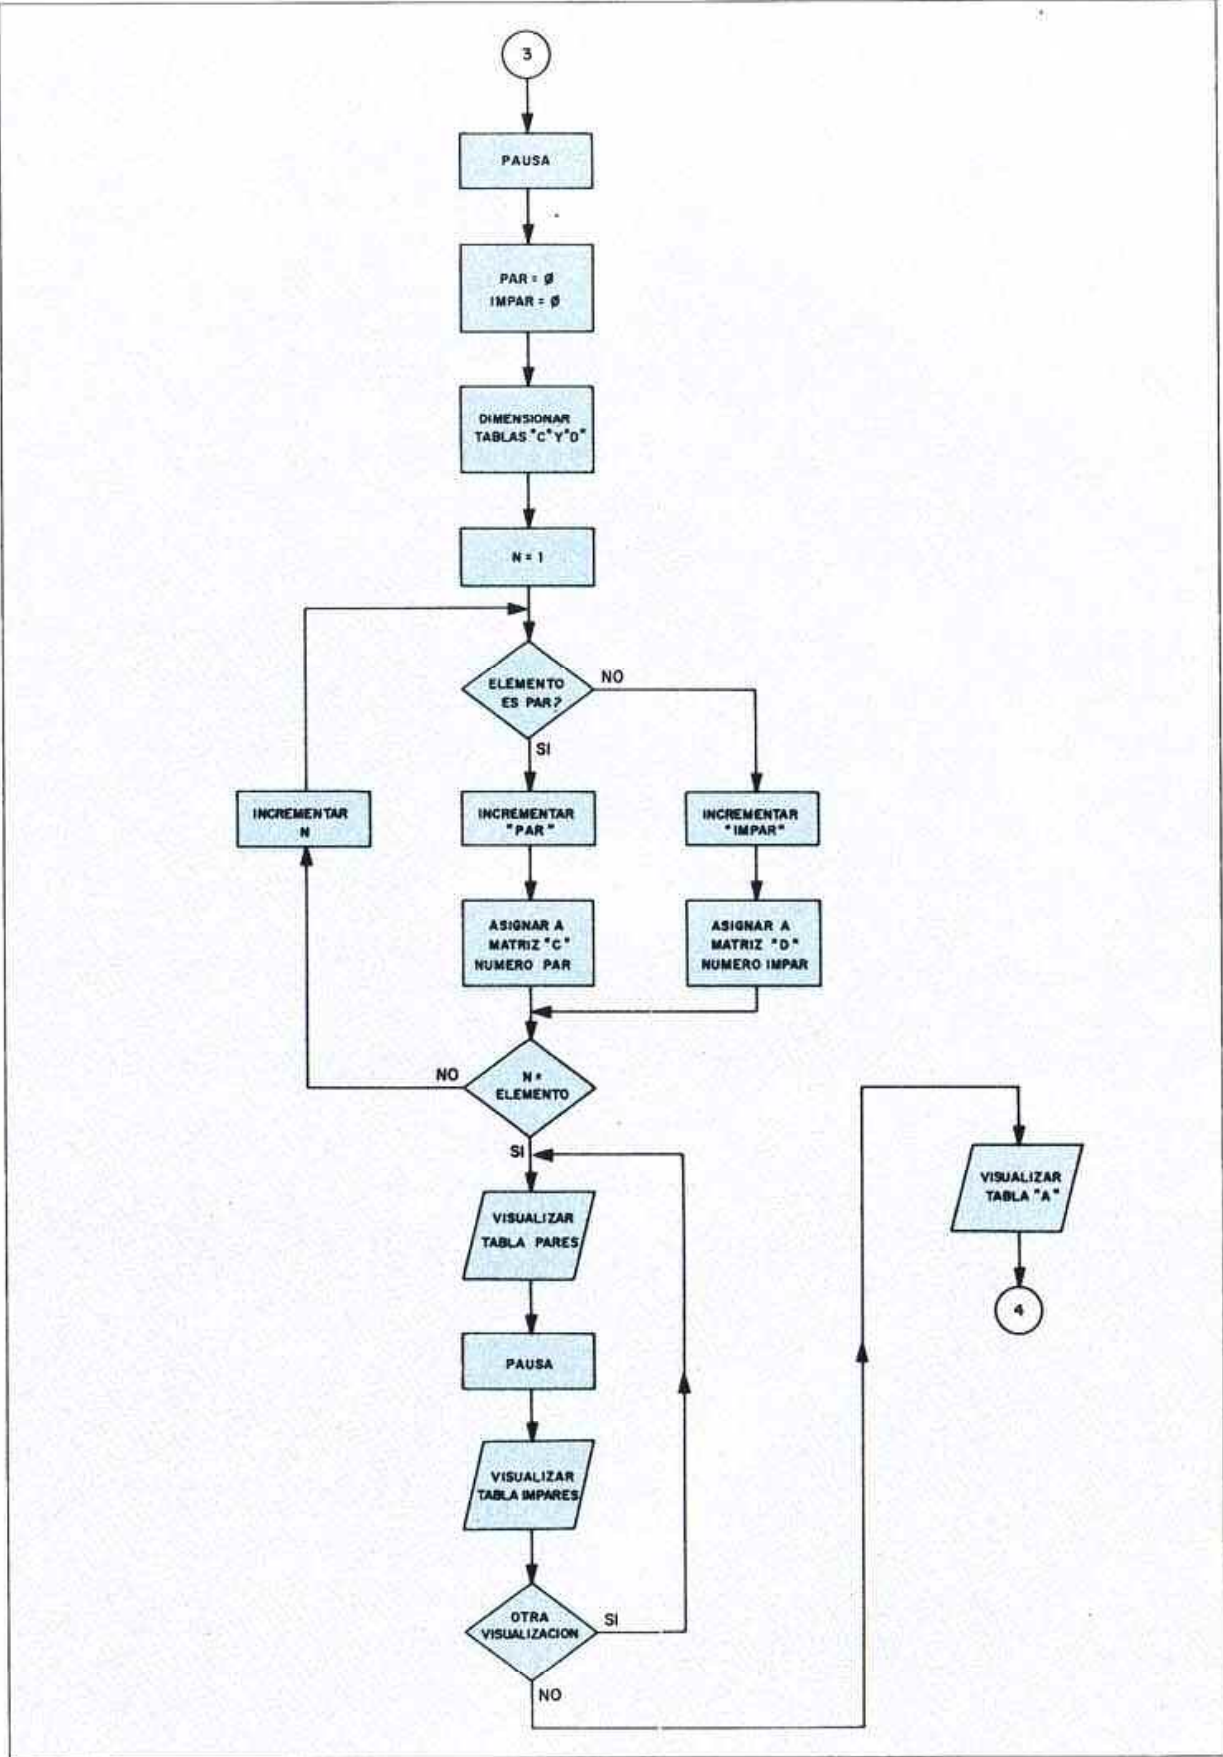 3
PAUSA
PAR = Ø
IMPAR = Ø
DIMENSIONAR
TABLAS "C" Y "D"
N = 1
ELEMENTO
ES PAR?
NO
SI
INCREMENTAR
N
INCREMENTAR
"PAR"
INCREMENTAR
"IMPAR"
ASIGNAR A
MATRIZ "C"
NUMERO PAR
ASIGNAR A
MATRIZ "D"
NUMERO IMPAR
NO
N =
ELEMENTO
SI
VISUALIZAR
TABLA PARES
PAUSA
VISUALIZAR
TABLA IMPARES
OTRA
VISUALIZACION
SI
NO
VISUALIZAR
TABLA "A"
4